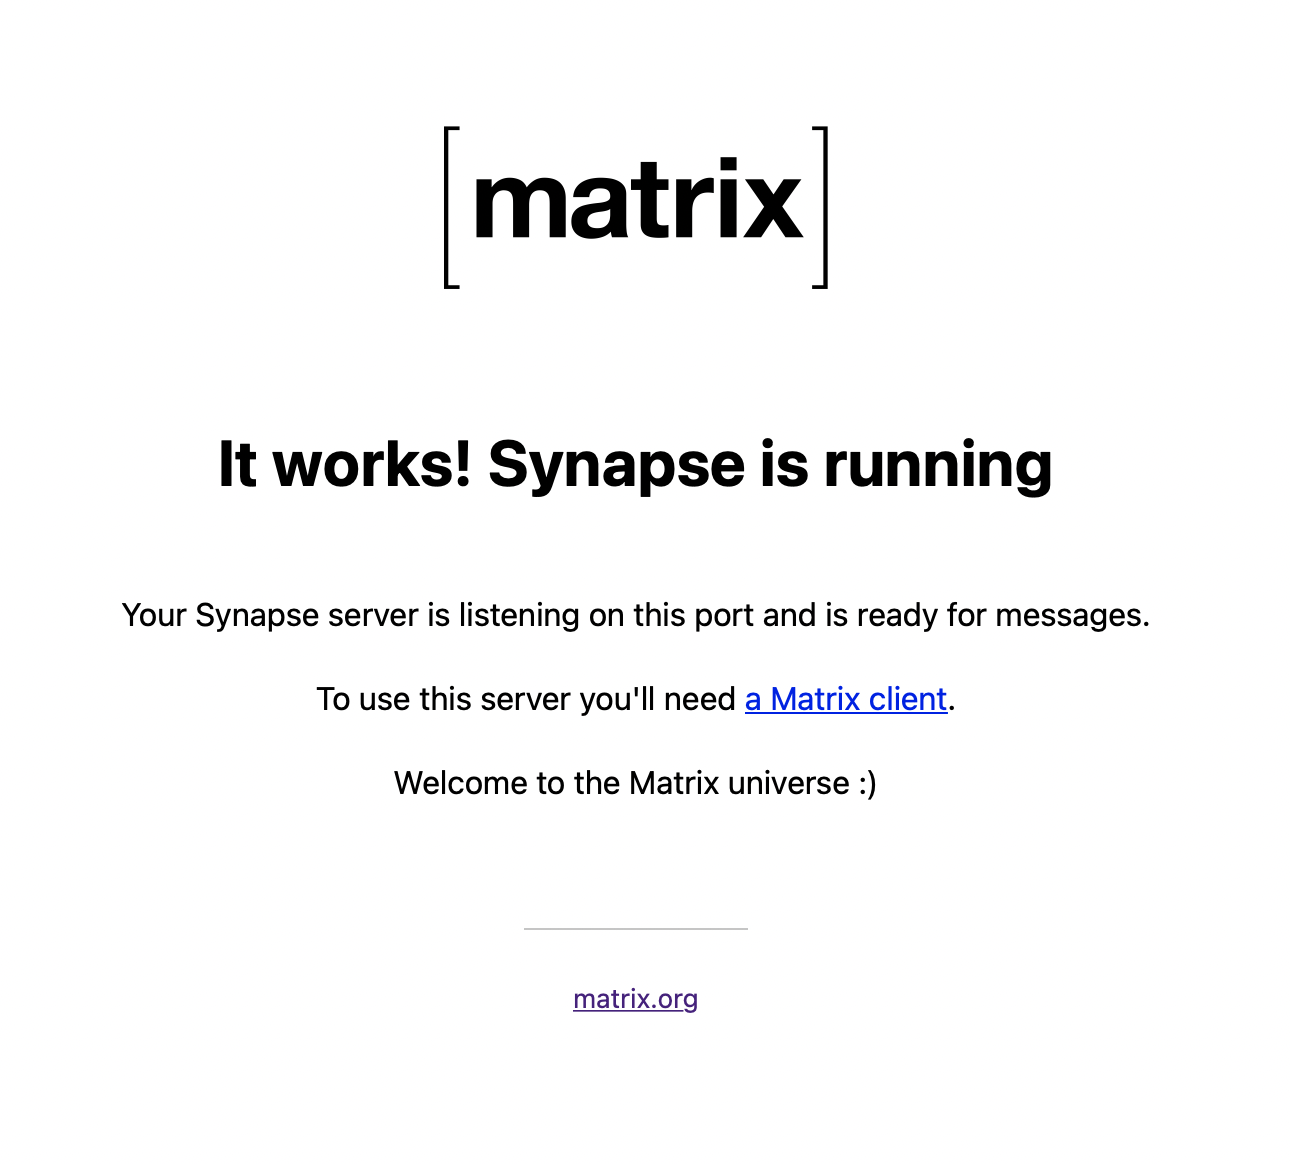 [matrix]
It works! Synapse is running
Your Synapse server is listening on this port and is ready for messages.
To use this server you'll need a Matrix client.
Welcome to the Matrix universe :)
matrix.org